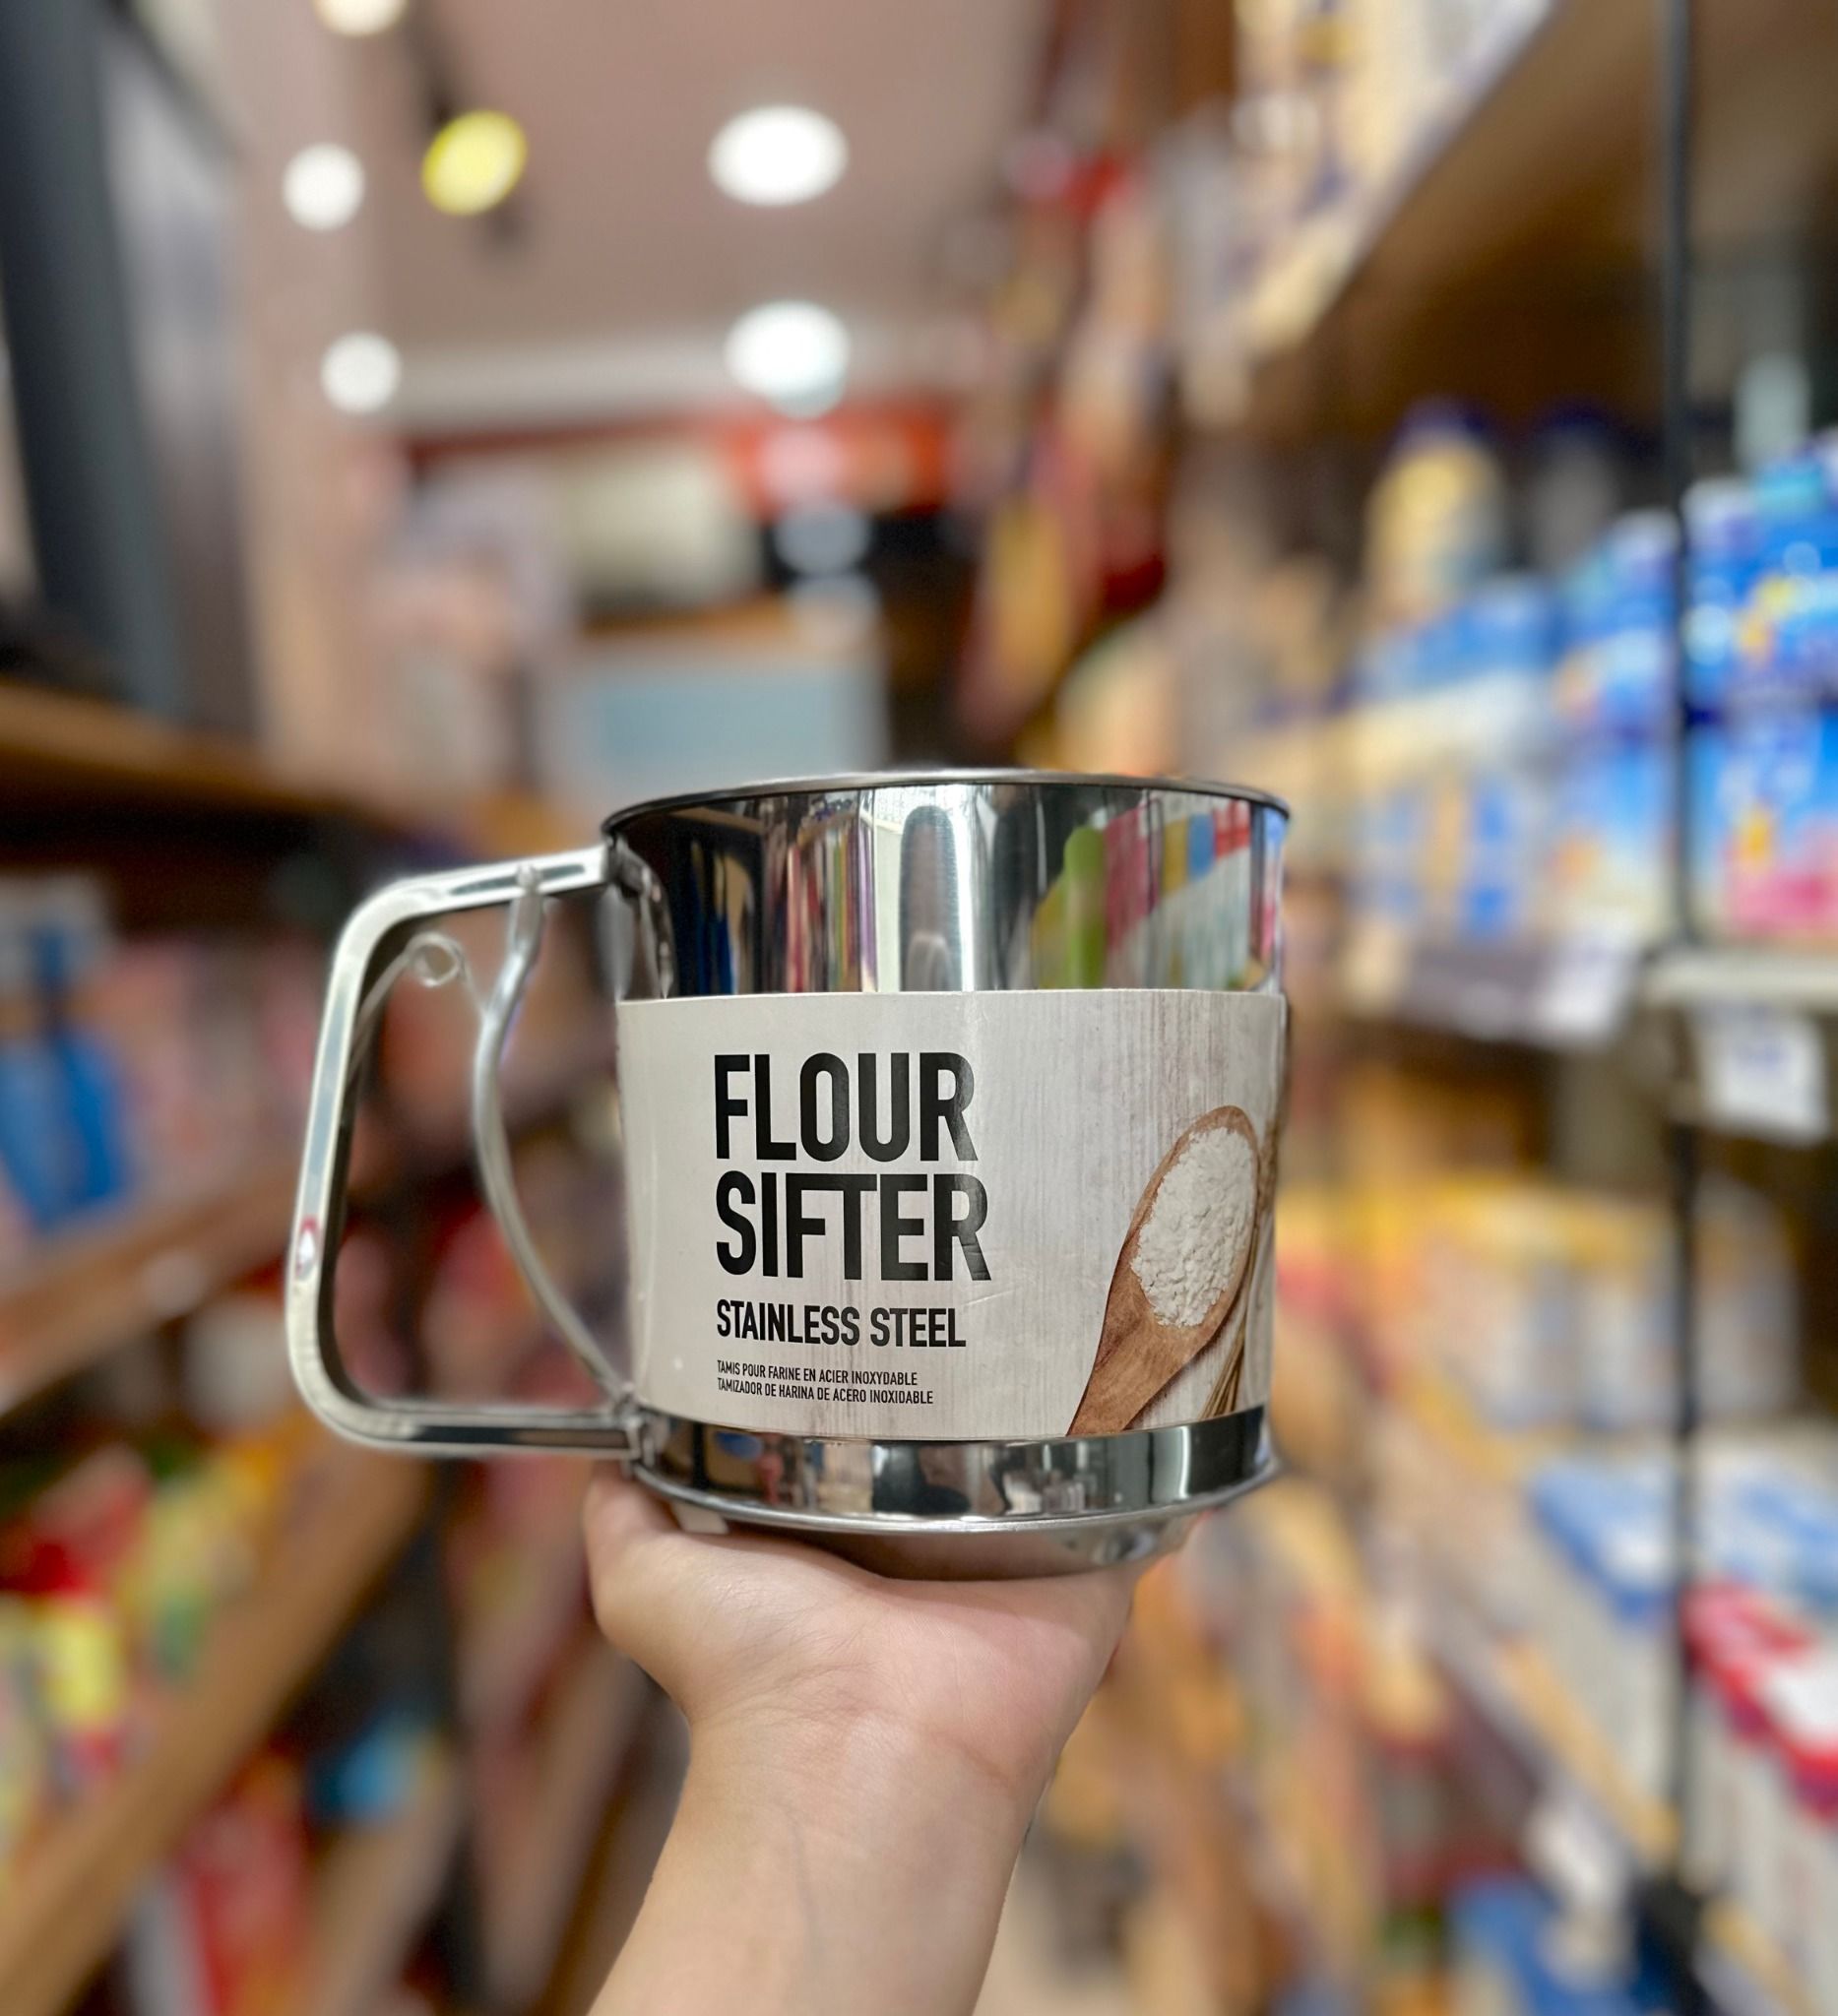 FLOUR
SIFTER
STAINLESS STEEL
TAMIS POUR FARINE EN ACIER INOXYDABLE
TAMIZADOR DE HARINA DE ACERO INOXIDABLE